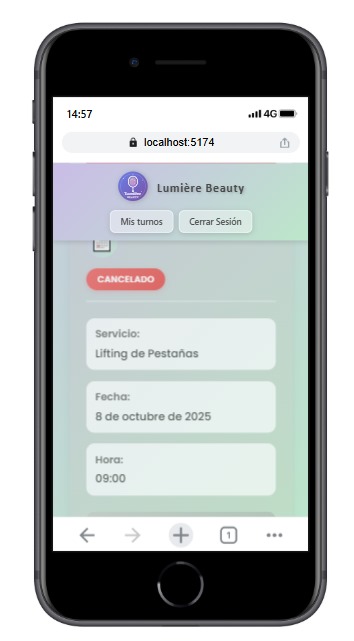 14:57
4G
localhost:5174
Lumière Beauty
Mis turnos
Cerrar Sesión
CANCELADO
Servicio:
Lifting de Pestañas
Fecha:
8 de octubre de 2025
Hora:
09:00
1